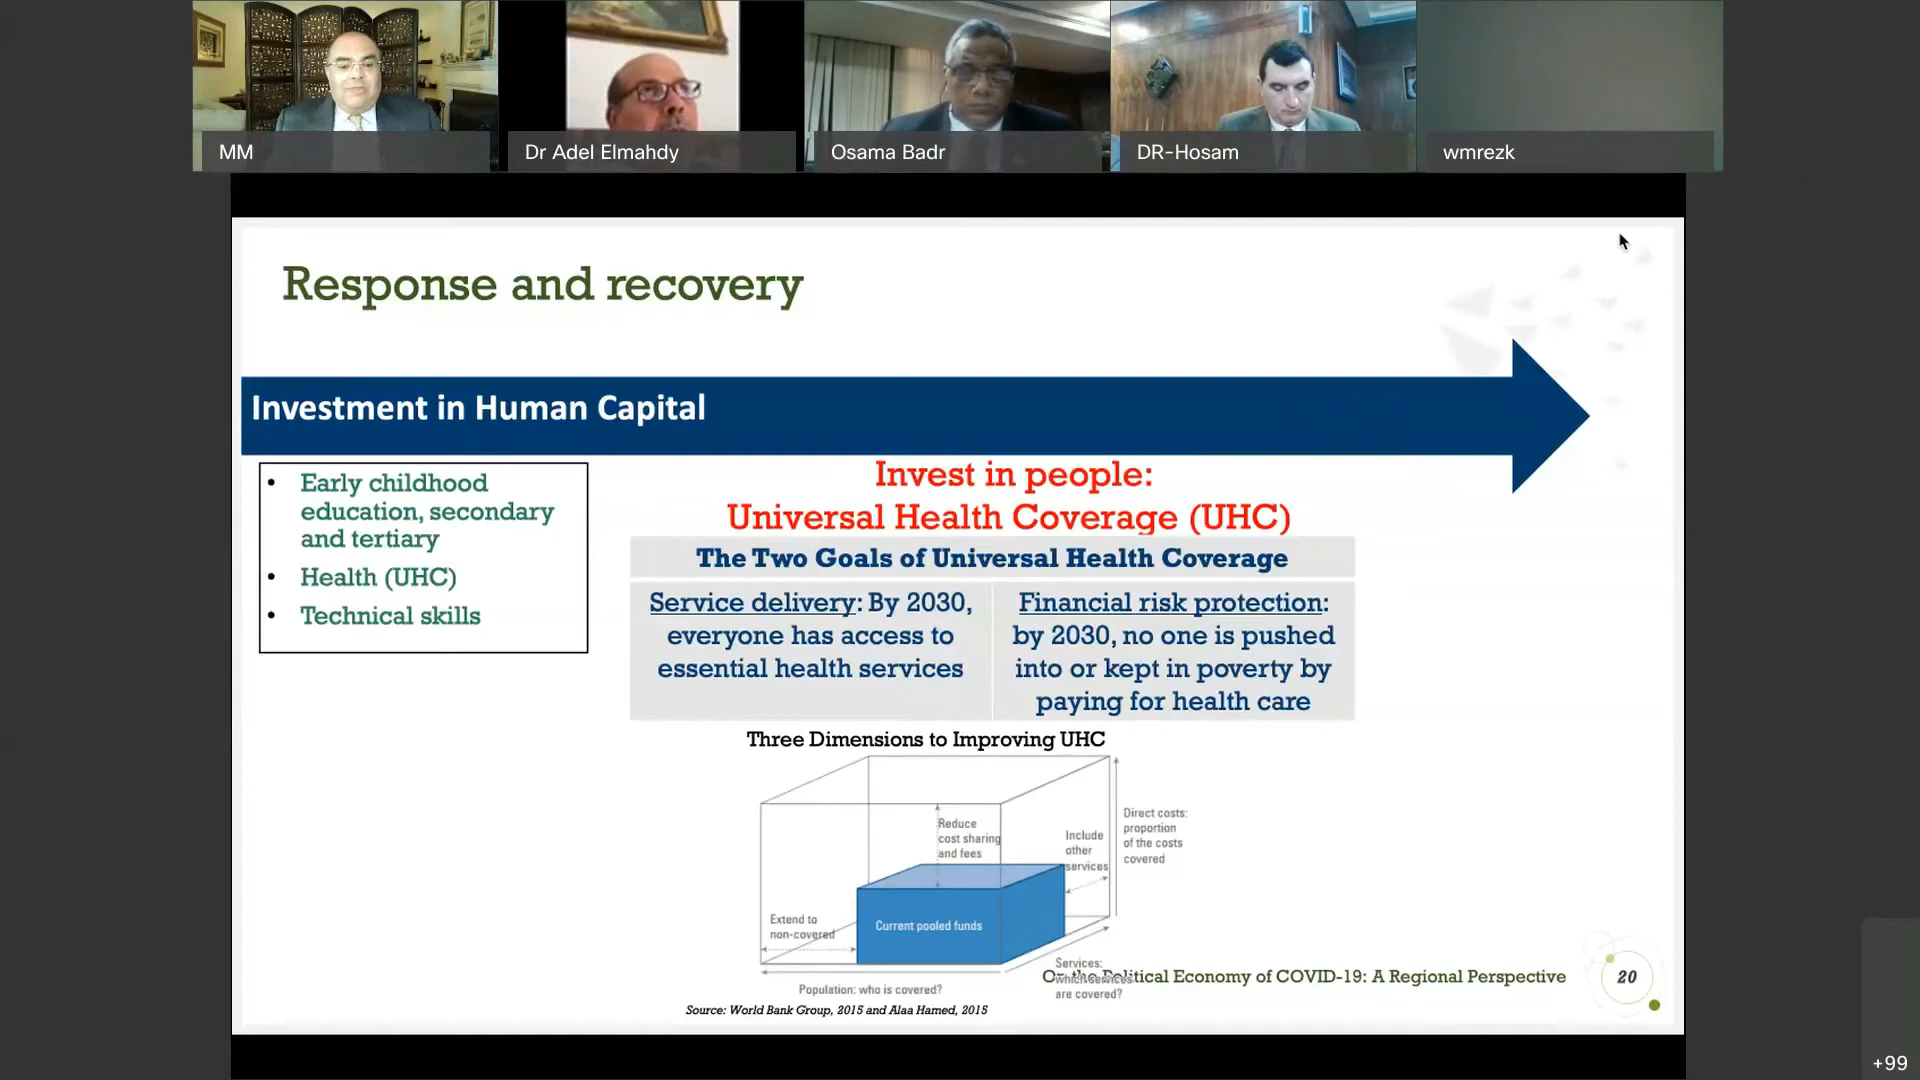 MM
Dr Adel Elmahdy
Osama Badr
DR-Hosam
wmrezk
Response and recovery
Investment in Human Capital
• Early childhood
education, secondary
and tertiary
• Health (UHC)
• Technical skills
Invest in people:
Universal Health Coverage (UHC)
The Two Goals of Universal Health Coverage
Service delivery: By 2030,
everyone has access to
essential health services
Financial risk protection:
by 2030, no one is pushed
into or kept in poverty by
paying for health care
Three Dimensions to Improving UHC
Reduce
cost sharing
and fees
Include
other
services
Direct costs:
proportion
of the costs
covered
Extend to
non-covered
Current pooled funds
Services:
which services
are covered?
Population: who is covered?
On the Political Economy of COVID-19: A Regional Perspective
20
Source: World Bank Group, 2015 and Alaa Hamed, 2015
+99